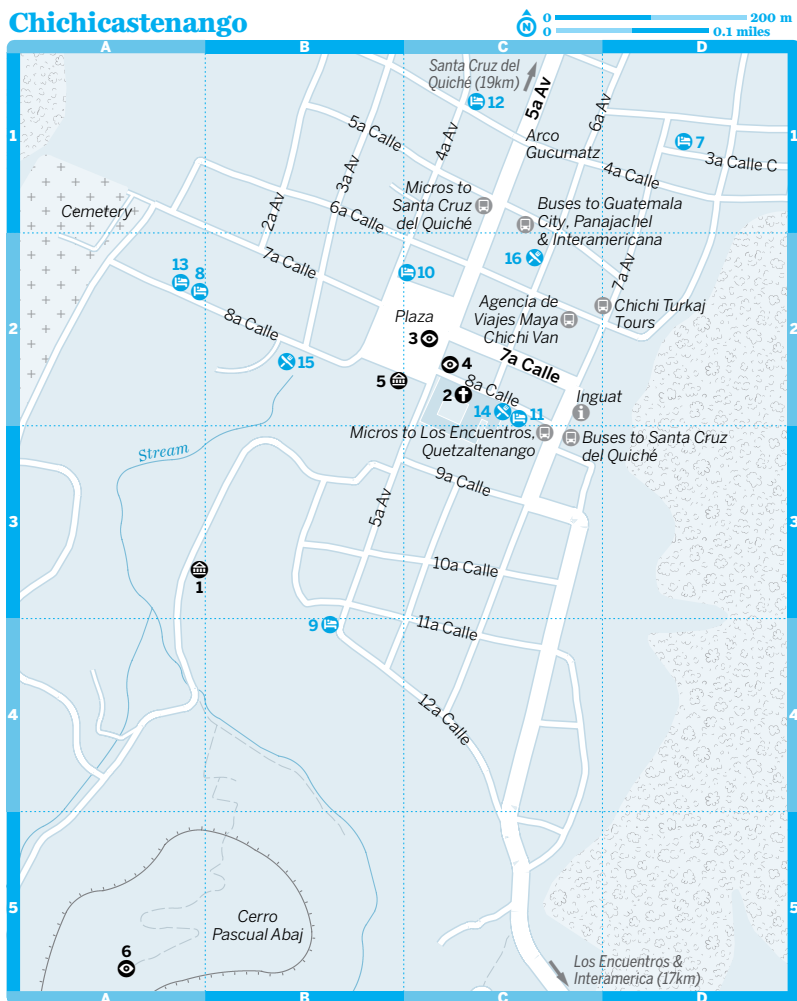 Chichicastenango
N
0 200 m
0 0.1 miles
A B C D
Santa Cruz del
Quiché (19km)
12
5a Av
6a Av
1
1
5a Calle
4a Av
Arco
Gucumatz
7
3a Calle C
3a Av
4a Calle
Micros to
Santa Cruz
del Quiché
Buses to Guatemala
City, Panajachel
& Interamericana
Cemetery
2a Av
6a Calle
7a Calle
16
7a Av
13
8
10
Agencia de
Viajes Maya
Chichi Van
Chichi Turkaj
Tours
8a Calle
Plaza
2
2
3
7a Calle
15
4
5
8a Calle
2
Inguat
14
11
Micros to Los Encuentros,
Quetzaltenango
Buses to Santa Cruz
del Quiché
Stream
9a Calle
5a Av
3
3
10a Calle
1
9
11a Calle
12a Calle
4
4
Cerro
Pascual Abaj
5
5
6
Los Encuentros &
Interamerica (17km)
A B C D